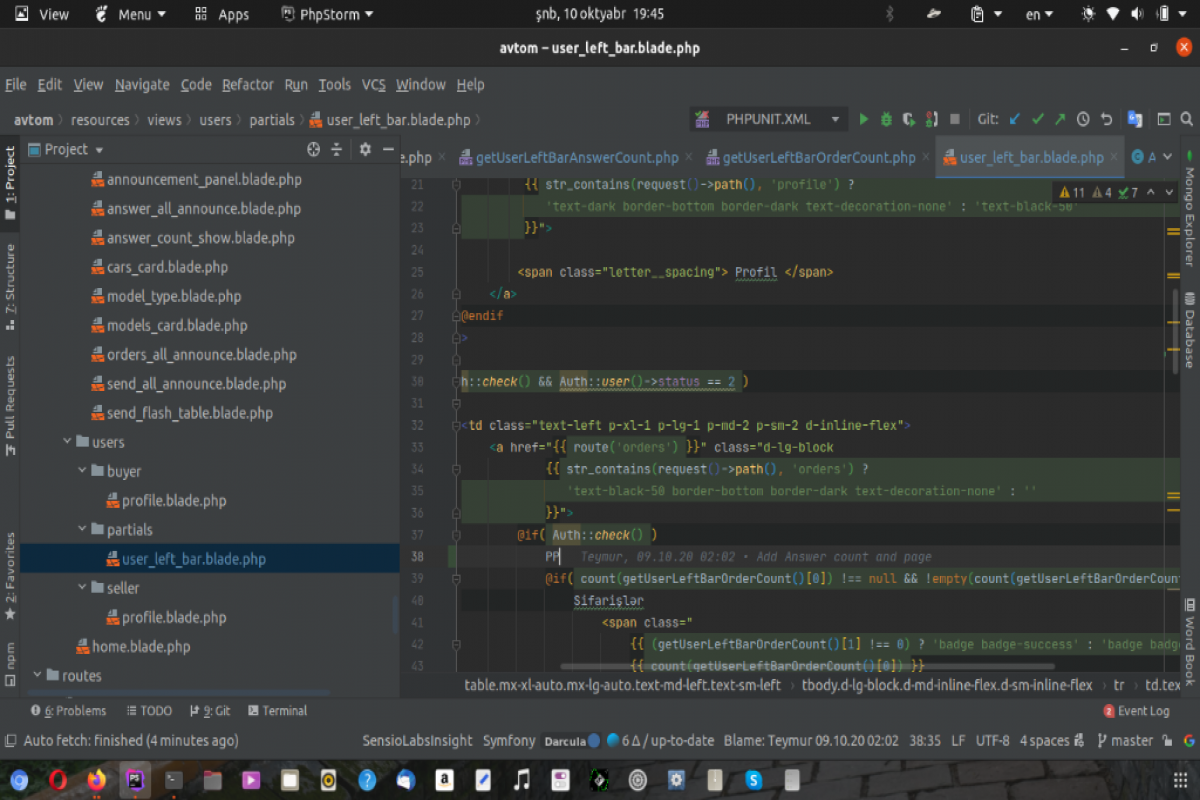 View Menu Apps PhpStorm şnb, 10 oktyabr 19:45 en
avtom – user_left_bar.blade.php
File Edit View Navigate Code Refactor Run Tools VCS Window Help
avtom resources views users partials user_left_bar.blade.php PHPUNIT.XML Git:
Project e.php getUserLeftBarAnswerCount.php getUserLeftBarOrderCount.php user_left_bar.blade.php A
1: Project
7: Structure
Pull Requests
2: Favorites
npm
announcement_panel.blade.php
answer_all_announce.blade.php
answer_count_show.blade.php
cars_card.blade.php
model_type.blade.php
models_card.blade.php
orders_all_announce.blade.php
send_all_announce.blade.php
send_flash_table.blade.php
users
buyer
profile.blade.php
partials
user_left_bar.blade.php
seller
profile.blade.php
home.blade.php
routes
11 4 7
21 {{ str_contains(request()->path(), 'profile') ?
22 'text-dark border-bottom border-dark text-decoration-none' : 'text-black-50'
23 }}">
24
25 <span class="letter__spacing"> Profil </span>
26 </a>
27 @endif
28 >
29
30 h::check() && Auth::user()->status == 2 )
31
32 <td class="text-left p-xl-1 p-lg-1 p-md-2 p-sm-2 d-inline-flex">
33 <a href="{{ route('orders') }}" class="d-lg-block
34 {{ str_contains(request()->path(), 'orders') ?
35 'text-black-50 border-bottom border-dark text-decoration-none' : ''
36 }}">
37 @if( Auth::check() )
38 PP Teymur, 09.10.20 02:02 • Add Answer count and page
39 @if( count(getUserLeftBarOrderCount()[0]) !== null && !empty(count(getUserLeftBarOrderCoun
40 Sifarişlər
41 <span class="
42 {{ (getUserLeftBarOrderCount()[1] !== 0) ? 'badge badge-success' : 'badge badg
43 {{ count(getUserLeftBarOrderCount()[0]) }}
Mongo Explorer
Database
Word Book
table.mx-xl-auto.mx-lg-auto.text-md-left.text-sm-left tbody.d-lg-block.d-md-inline-flex.d-sm-inline-flex tr td.tex
6: Problems TODO 9: Git Terminal 2 Event Log
Auto fetch: finished (4 minutes ago) SensioLabsInsight Symfony Darcula 6 Δ / up-to-date Blame: Teymur 09.10.20 02:02 38:35 LF UTF-8 4 spaces master